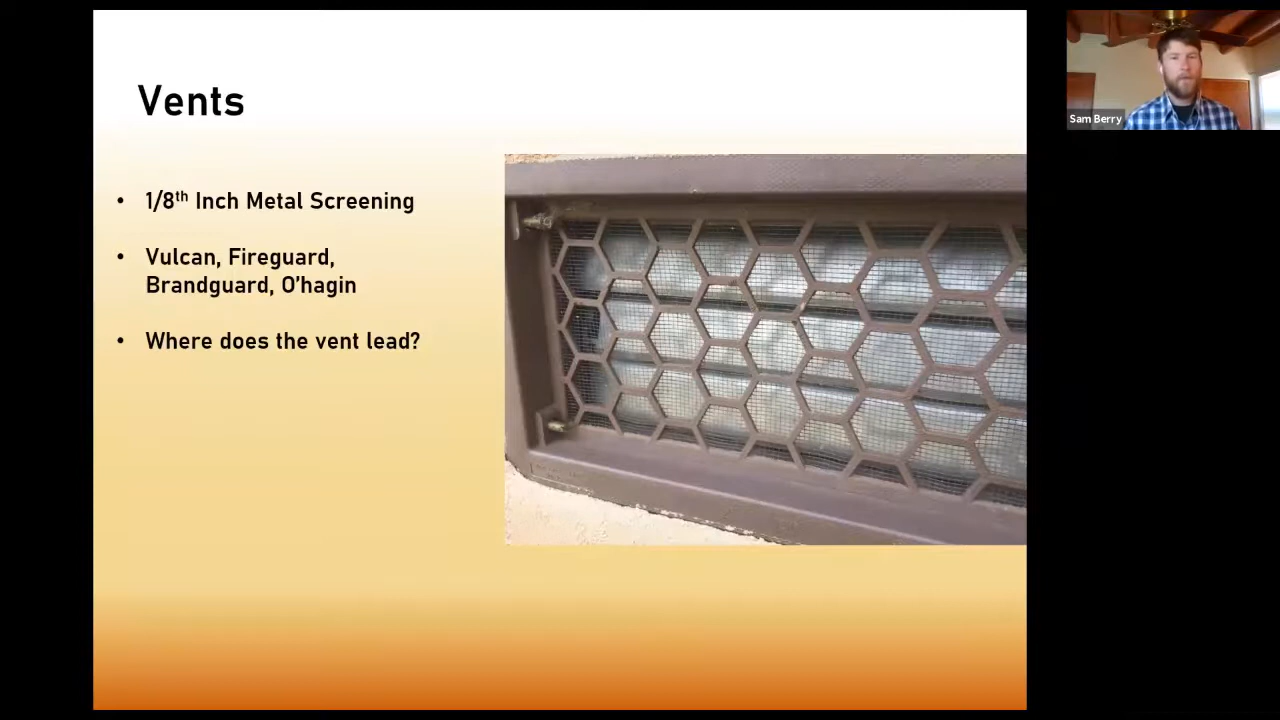 Vents
• 1/8th Inch Metal Screening
• Vulcan, Fireguard,
Brandguard, O'hagin
• Where does the vent lead?
Sam Berry